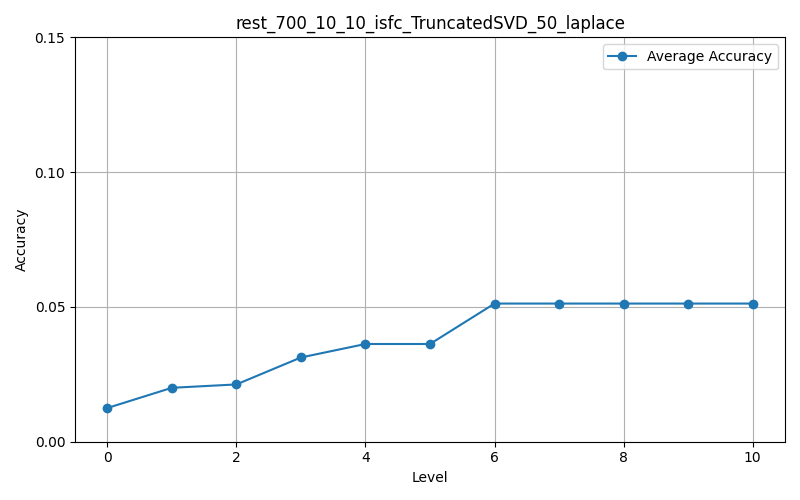 rest_700_10_10_isfc_TruncatedSVD_50_laplace
Average Accuracy
0.15
0.10
0.05
0.00
Accuracy
0 2 4 6 8 10
Level